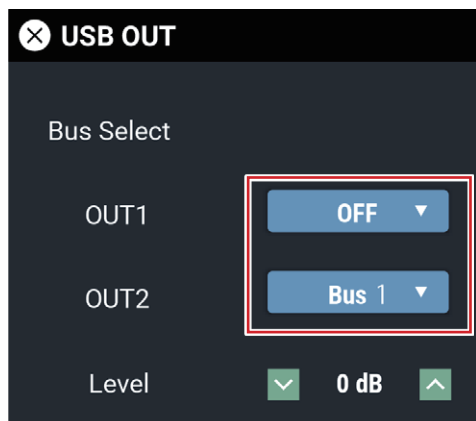 USB OUT
Bus Select
OUT1 OFF
OUT2 Bus 1
Level 0 dB